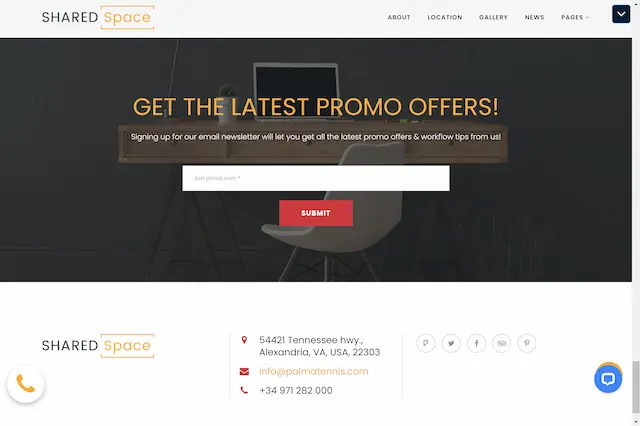 SHARED Space
ABOUT LOCATION GALLERY NEWS PAGES
GET THE LATEST PROMO OFFERS!
Signing up for our email newsletter will let you get all the latest promo offers & workflow tips from us!
text@mail.com *
SUBMIT
SHARED Space
54421 Tennessee hwy.,
Alexandria, VA, USA, 22303
info@palmatennis.com
+34 971 282 000